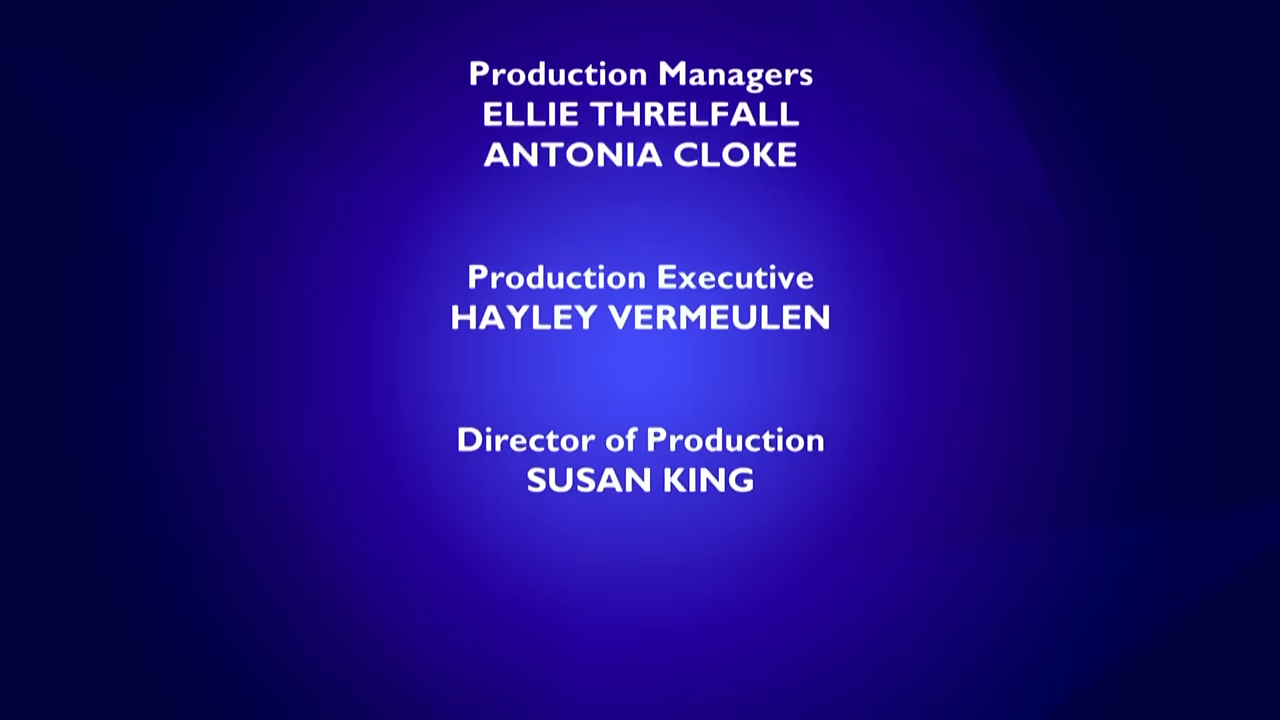 Production Managers
ELLIE THRELFALL
ANTONIA CLOKE
Production Executive
HAYLEY VERMEULEN
Director of Production
SUSAN KING